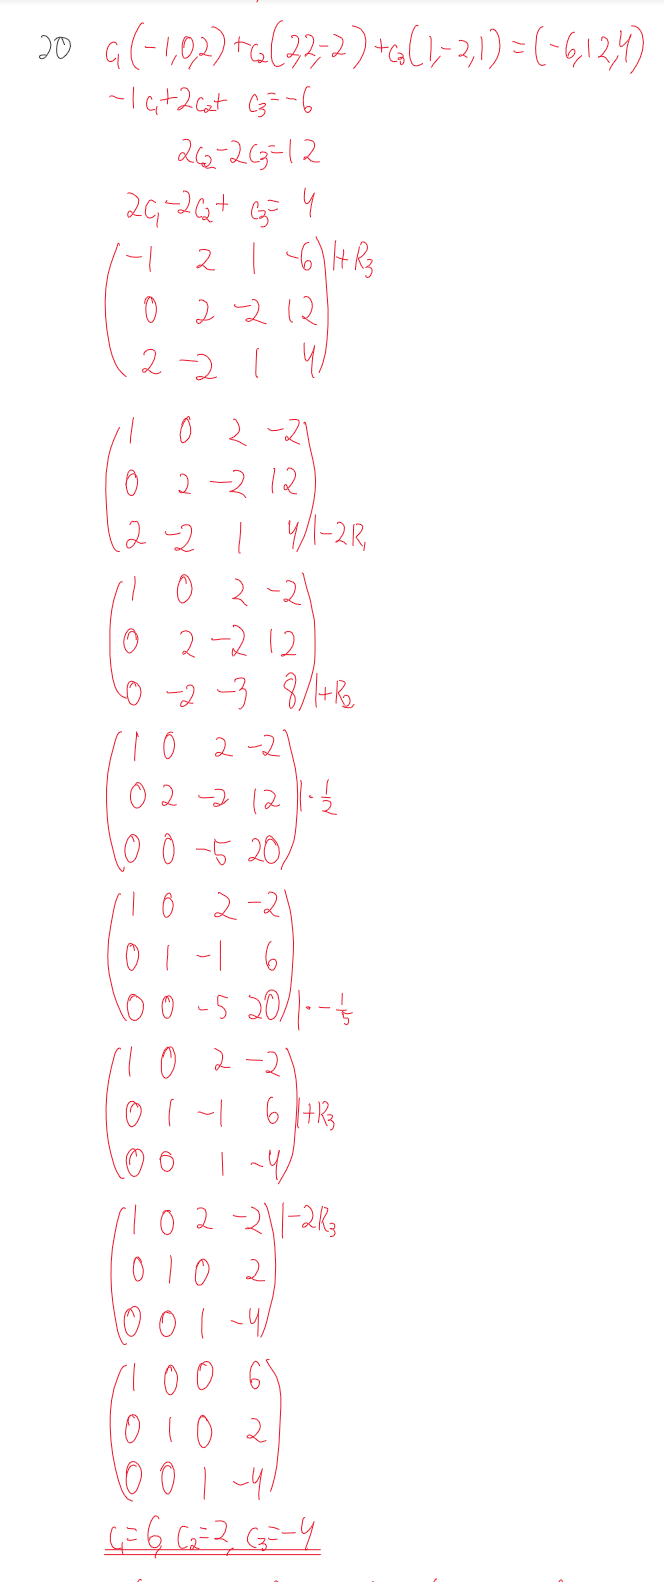 20 C₁(-1,0,2)+C₂(2,2,-2)+C₃(1,-2,1)=(-6,12,4)
-1C₁+2C₂+ C₃=-6
2C₂-2C₃=12
2C₁-2C₂+ C₃= 4
-1 2 1 -6 |+R₃
0 2 -2 12
2 -2 1 4
1 0 2 -2
0 2 -2 12
2 -2 1 4 |-2R₁
1 0 2 -2
0 2 -2 12
0 -2 -3 8 |+R₂
1 0 2 -2
0 2 -2 12 |·1/2
0 0 -5 20
1 0 2 -2
0 1 -1 6
0 0 -5 20 |·-1/5
1 0 2 -2
0 1 -1 6 |+R₃
0 0 1 -4
1 0 2 -2 |-2R₃
0 1 0 2
0 0 1 -4
1 0 0 6
0 1 0 2
0 0 1 -4
C₁=6, C₂=2, C₃=-4